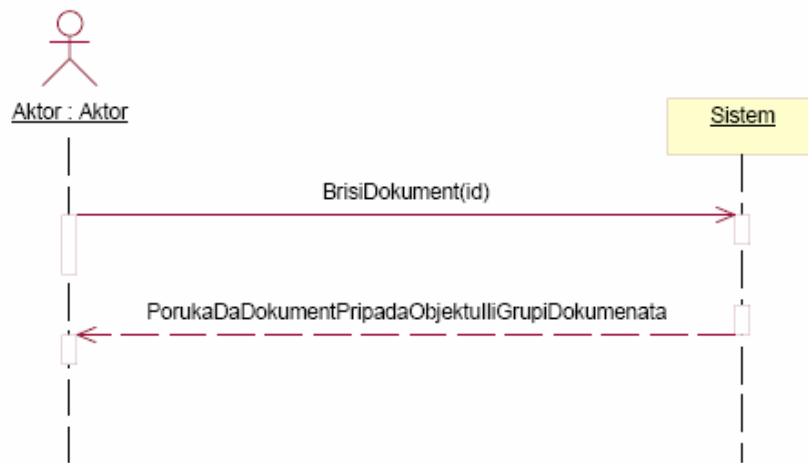 Aktor : Aktor
Sistem
BrisiDokument(id)
PorukaDaDokumentPripadaObjektuIliGrupiDokumenata